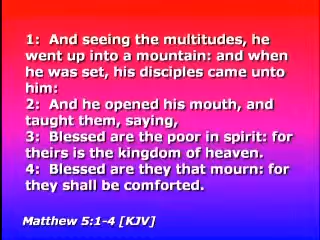 1:  And seeing the multitudes, he
went up into a mountain: and when
he was set, his disciples came unto
him:
2:  And he opened his mouth, and
taught them, saying,
3:  Blessed are the poor in spirit: for
theirs is the kingdom of heaven.
4:  Blessed are they that mourn: for
they shall be comforted.
Matthew 5:1-4 [KJV]